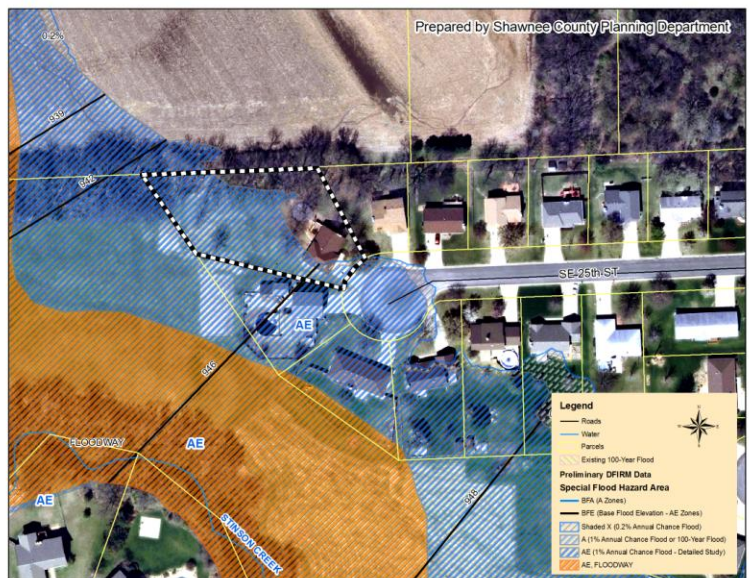 Prepared by Shawnee County Planning Department
0.2%
939
942
SE 25th ST
AE
946
FLOODWAY
AE
AE
STINSON CREEK
948
Legend
Roads
Water
Parcels
Existing 100-Year Flood
Preliminary DFIRM Data
Special Flood Hazard Area
BFA (A Zones)
BFE (Base Flood Elevation - AE Zones)
Shaded X (0.2% Annual Chance Flood)
A (1% Annual Chance Flood or 100-Year Flood)
AE (1% Annual Chance Flood - Detailed Study)
AE, FLOODWAY